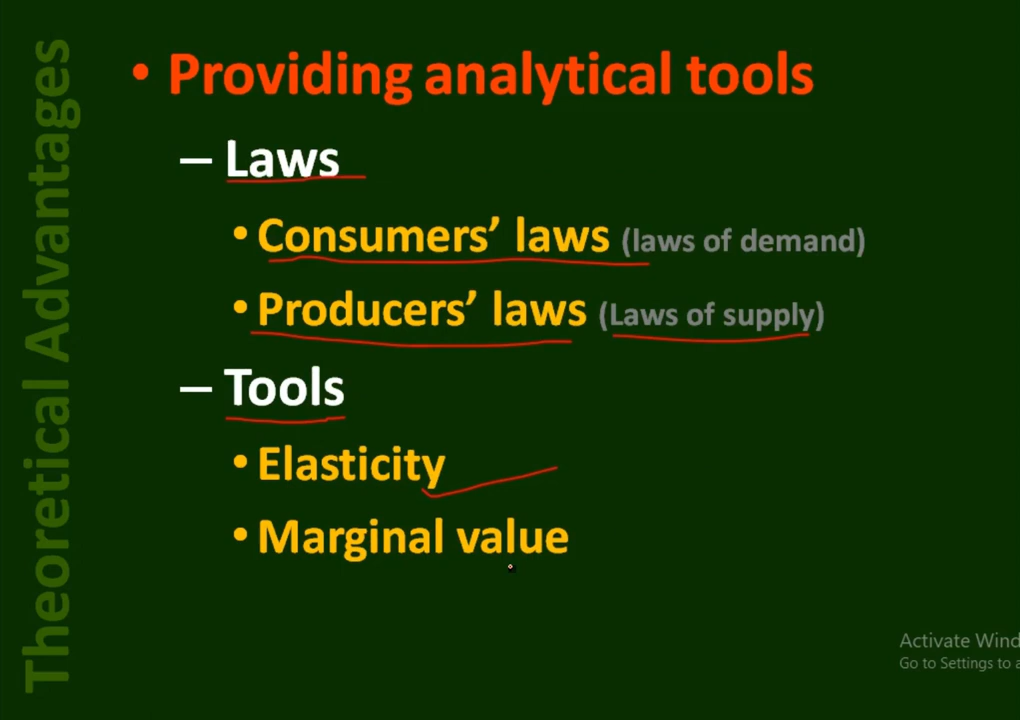 Theoretical Advantages
• Providing analytical tools
– Laws
• Consumers’ laws (laws of demand)
• Producers’ laws (Laws of supply)
– Tools
• Elasticity
• Marginal value
Activate Wind
Go to Settings to a